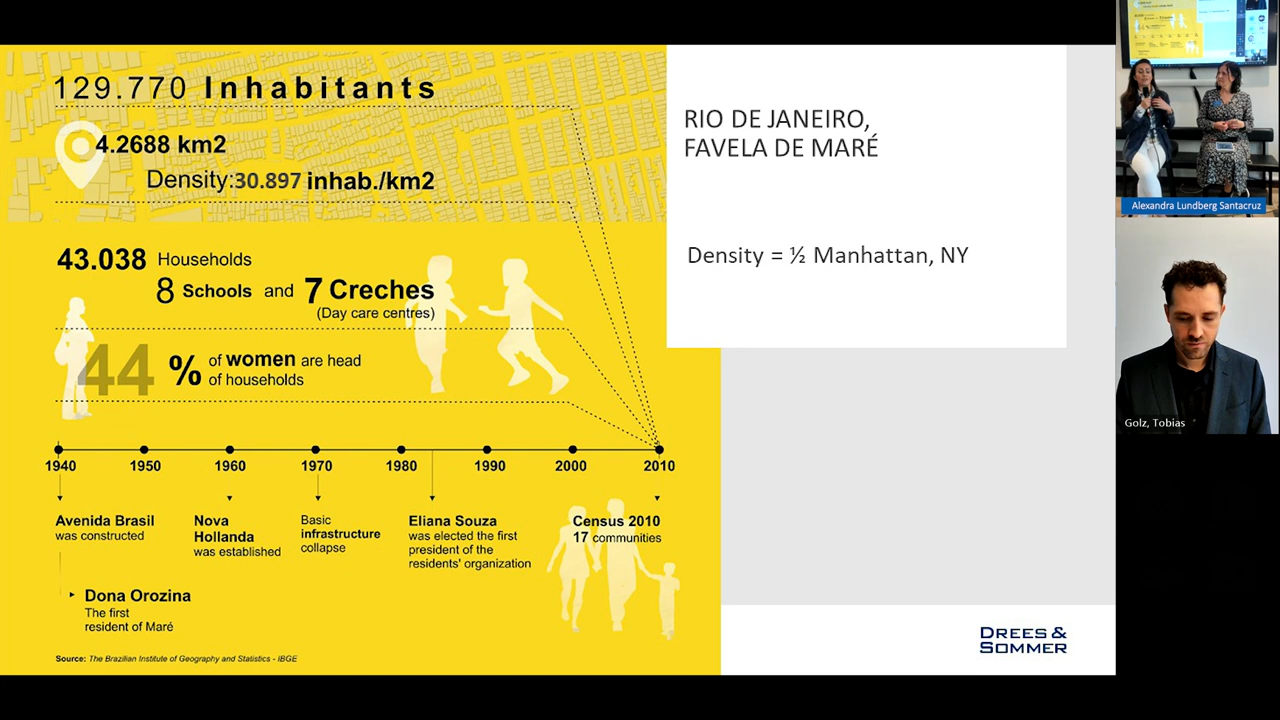 129.770 Inhabitants
4.2688 km2
Density:30.897 inhab./km2
43.038 Households
8 Schools and 7 Creches
(Day care centres)
44 % of women are head
of households
1940 1950 1960 1970 1980 1990 2000 2010
Avenida Brasil
was constructed
Nova
Hollanda
was established
Basic
infrastructure
collapse
Eliana Souza
was elected the first
president of the
residents' organization
Census 2010
17 communities
Dona Orozina
The first
resident of Maré
Source: The Brazilian Institute of Geography and Statistics - IBGE
RIO DE JANEIRO,
FAVELA DE MARÉ
Density = ½ Manhattan, NY
DREES &
SOMMER
Alexandra Lundberg Santacruz
Golz, Tobias